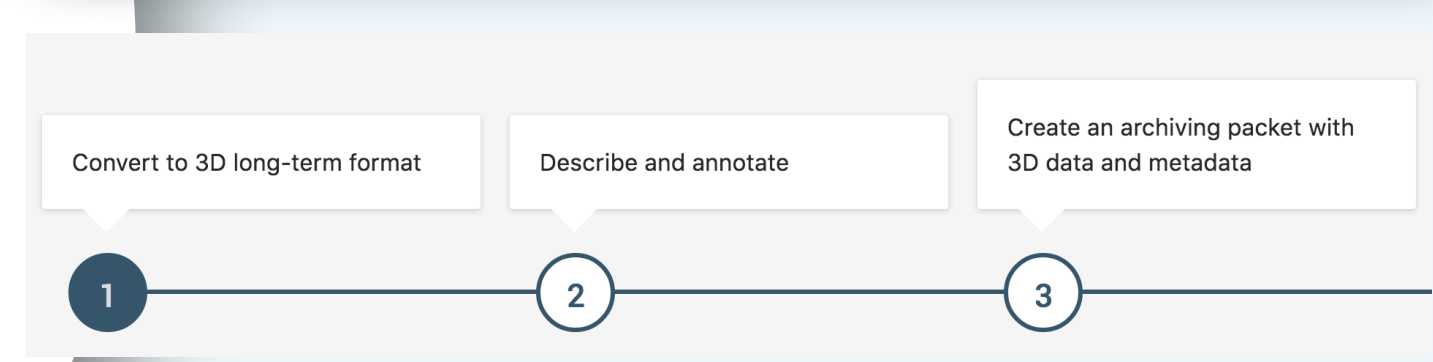 Convert to 3D long-term format
Describe and annotate
Create an archiving packet with
3D data and metadata
1
2
3